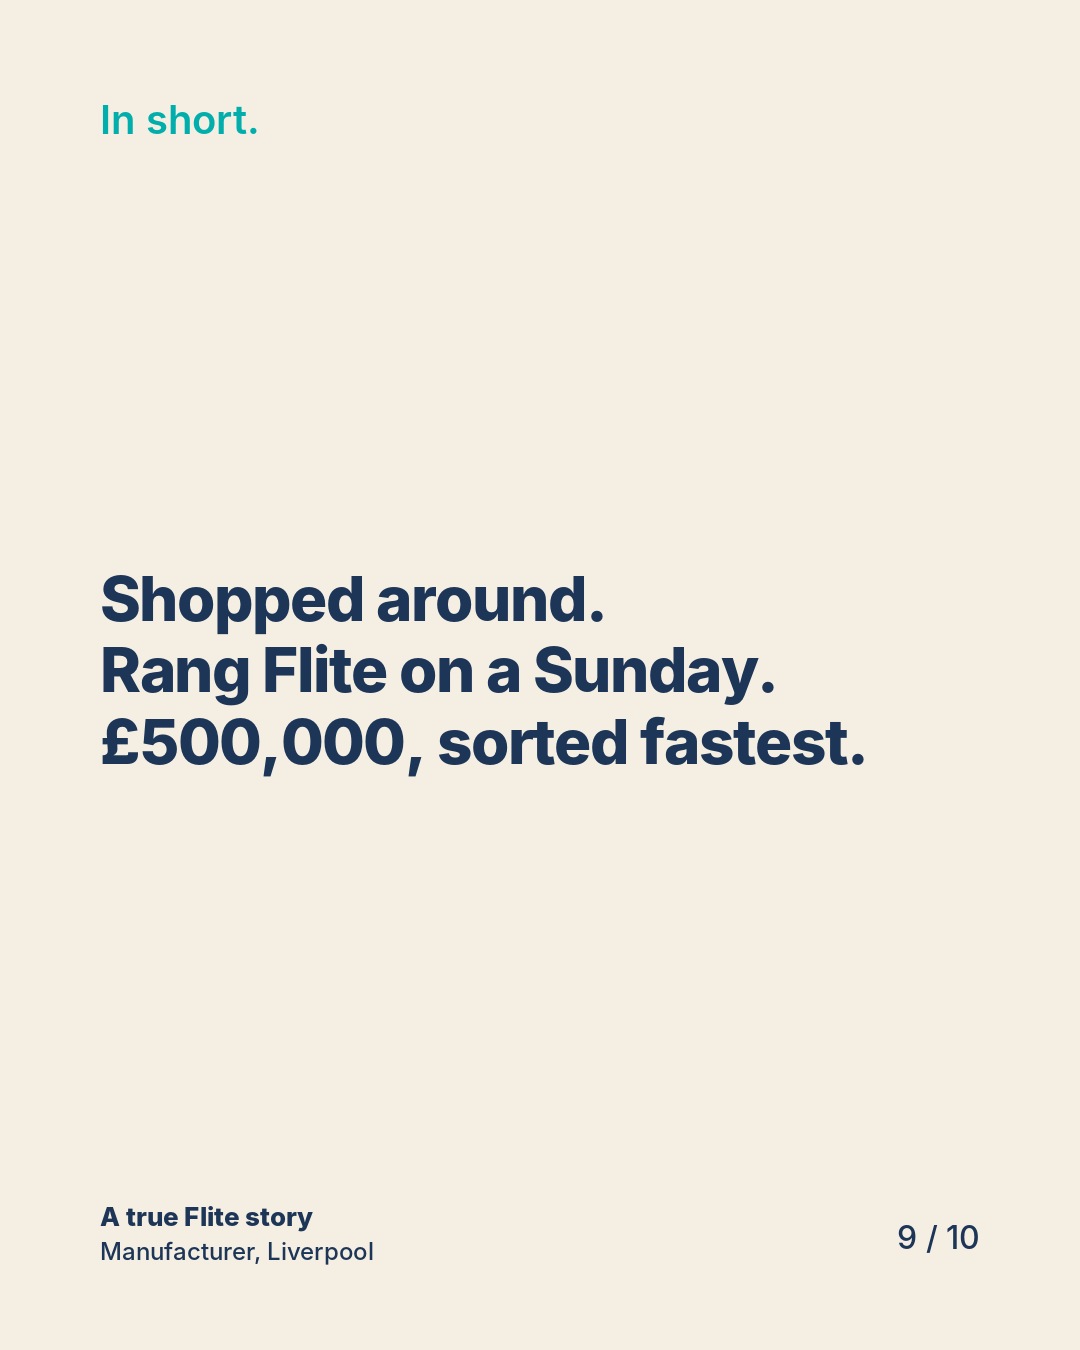 In short.
Shopped around.
Rang Flite on a Sunday.
£500,000, sorted fastest.
A true Flite story
Manufacturer, Liverpool
9 / 10